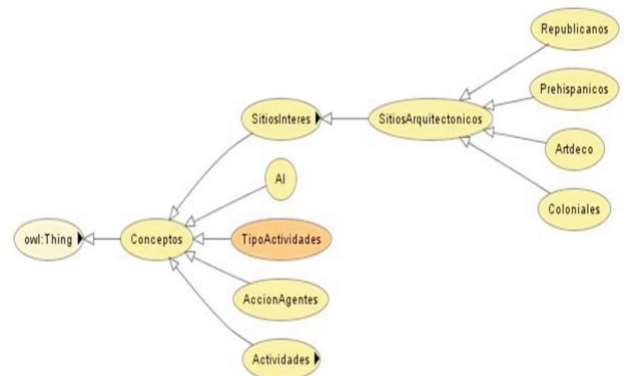 Republicanos
Prehispanicos
SitiosInteres
SitiosArquitectonicos
Artdeco
AI
Coloniales
owl:Thing
Conceptos
TipoActividades
AccionAgentes
Actividades